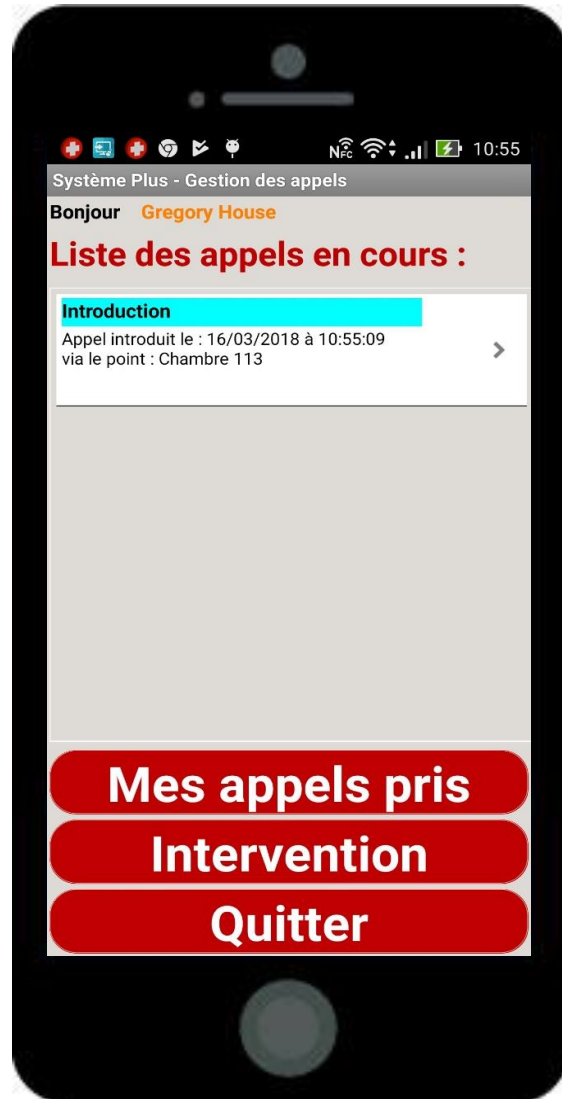 NFC 10:55
Système Plus - Gestion des appels
Bonjour Gregory House
Liste des appels en cours :
Introduction
Appel introduit le : 16/03/2018 à 10:55:09
via le point : Chambre 113
Mes appels pris
Intervention
Quitter